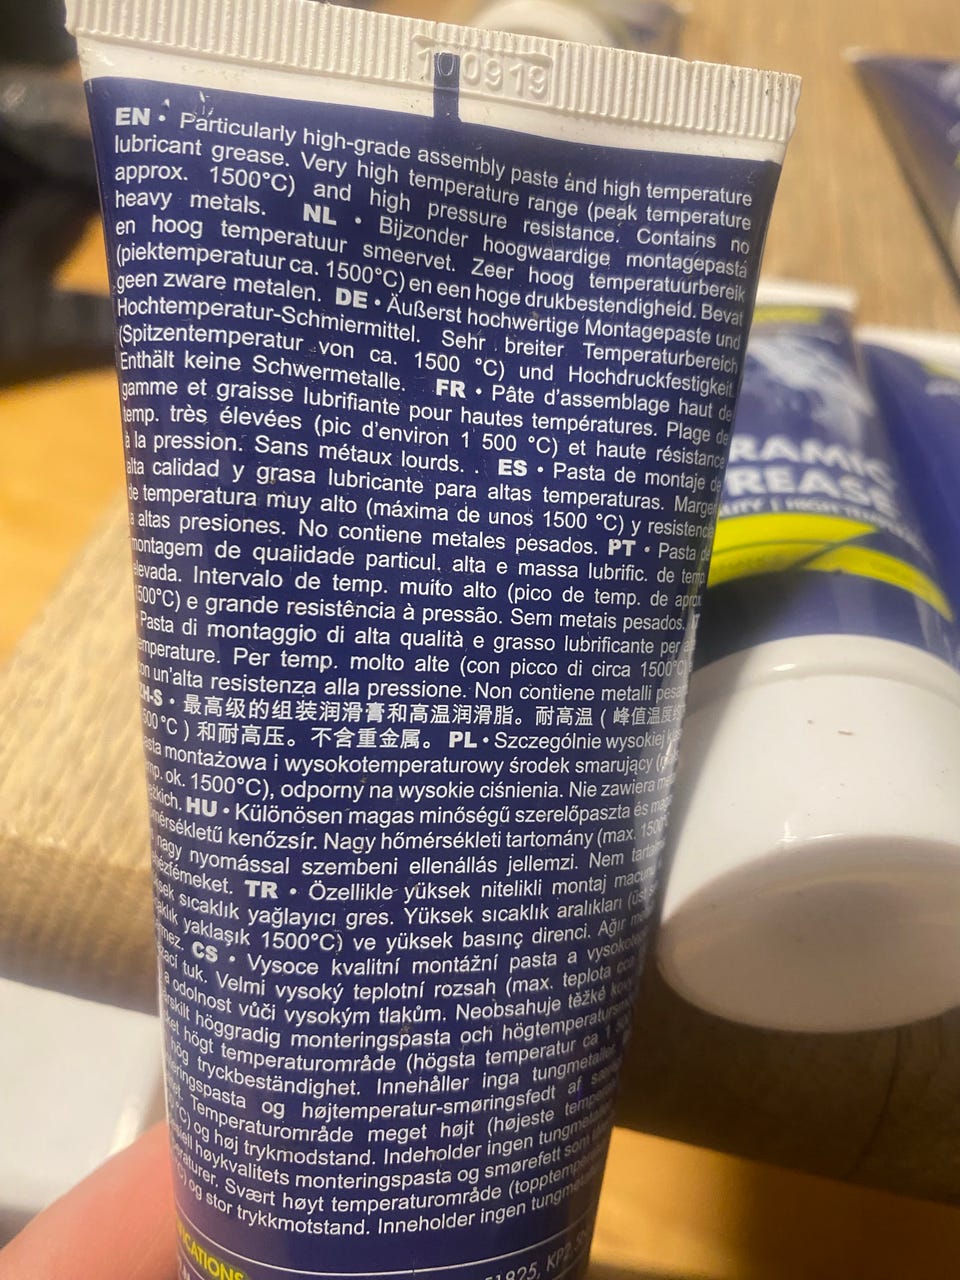 100919
EN • Particularly high-grade assembly paste and high temperature
lubricant grease. Very high temperature range (peak temperature
approx. 1500°C) and high pressure resistance. Contains no
heavy metals. NL • Bijzonder hoogwaardige montagepasta
en hoog temperatuur smeervet. Zeer hoog temperatuurbereik
(piektemperatuur ca. 1500°C) en een hoge drukbestendigheid. Bevat
geen zware metalen. DE • Äußerst hochwertige Montagepaste und
Hochtemperatur-Schmiermittel. Sehr breiter Temperaturbereich
(Spitzentemperatur von ca. 1500 °C) und Hochdruckfestigkeit.
Enthält keine Schwermetalle. FR • Pâte d'assemblage haut de
gamme et graisse lubrifiante pour hautes températures. Plage de
temp. très élevées (pic d'environ 1 500 °C) et haute résistance
à la pression. Sans métaux lourds. . ES • Pasta de montaje de
alta calidad y grasa lubricante para altas temperaturas. Margen
de temperatura muy alto (máxima de unos 1500 °C) y resistencia
a altas presiones. No contiene metales pesados. PT • Pasta de
montagem de qualidade particul. alta e massa lubrific. de temp.
elevada. Intervalo de temp. muito alto (pico de temp. de aprox.
1500°C) e grande resistência à pressão. Sem metais pesados.
Pasta di montaggio di alta qualità e grasso lubrificante per
temperature. Per temp. molto alte (con picco di circa 1500°C)
con un'alta resistenza alla pressione. Non contiene metalli
CH-S • 最高级的组装润滑膏和高温润滑脂。耐高温 ( 峰值温度约
1500 °C ) 和耐高压。不含重金属。 PL • Szczególnie wysokiej
pasta montażowa i wysokotemperaturowy środek smarujący
ok. 1500°C), odporny na wysokie ciśnienia. Nie zawiera
HU • Különösen magas minőségű szerelőpaszta és
kenőzsír. Nagy hőmérsékleti tartomány (max. 1500°C
nagy nyomással szembeni ellenállás jellemzi. Nem
nehézfémeket. TR • Özellikle yüksek nitelikli montaj
sıcaklık yağlayıcı gres. Yüksek sıcaklık aralıkları
yaklaşık 1500°C) ve yüksek basınç direnci. Ağır
CS • Vysoce kvalitní montážní pasta a
tuk. Velmi vysoký teplotní rozsah (max. teplota
a odolnost vůči vysokým tlakům. Neobsahuje těžké
höggradig monteringspasta och
högt temperaturområde (högsta temperatur ca
hög tryckbeständighet. Innehåller inga
og højtemperatur-smøringsfedt af
Temperaturområde meget højt (højeste
og høj trykmodstand. Indeholder ingen
høykvalitets monteringspasta og smørefett som
Svært høyt temperaturområde
og stor trykkmotstand. Inneholder ingen
51825,